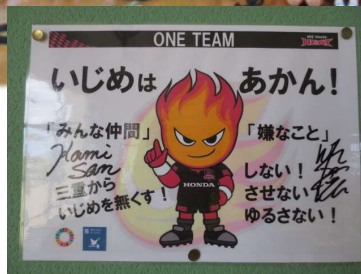 ONE TEAM
いじめは あかん!
「みんな仲間」
「嫌なこと」
Kami
San
三重から
いじめを無くす!
しない!
させない
ゆるさない!
HONDA